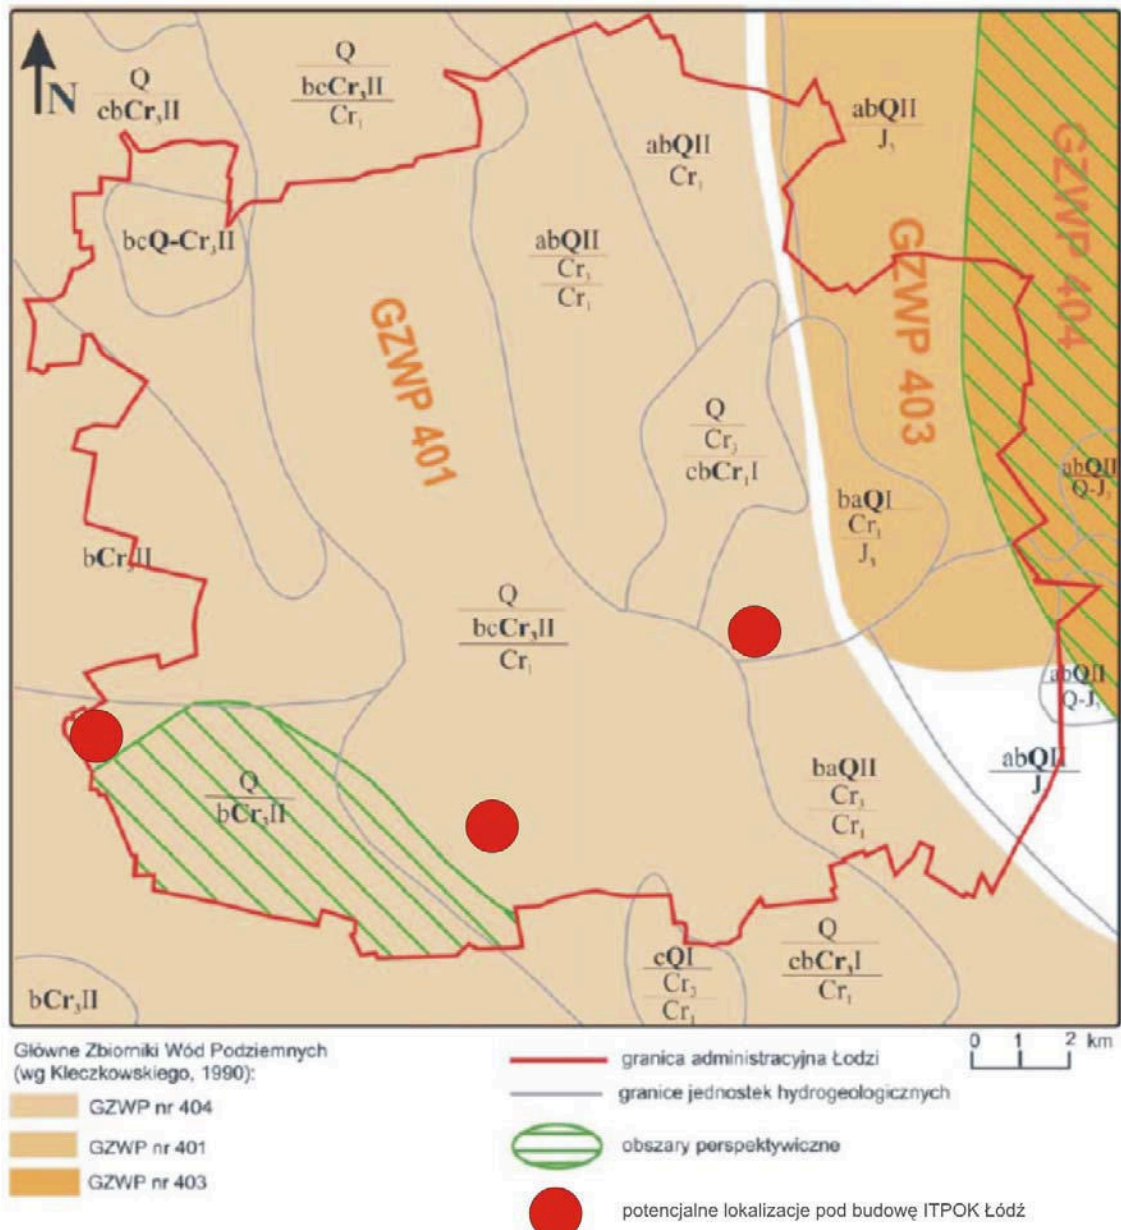 N
Q
cbCr₃II
Q
bcCr₃II
Cr₁
abQII
Cr₁
abQII
J₃
bcQ-Cr₃II
abQII
Cr₃
Cr₁
GZWP 401
GZWP 403
GZWP 404
Q
Cr₃
cbCr₁I
baQI
Cr₁
J₃
abQII
Q-J₃
bCr₃II
Q
bcCr₃II
Cr₁
abQII
Q-J₃
Q
bCr₃II
baQII
Cr₃
Cr₁
abQII
J
bCr₃II
cQI
Cr₃
Cr₁
Q
cbCr₃I
Cr₁
Główne Zbiorniki Wód Podziemnych
(wg Kleczkowskiego, 1990):
GZWP nr 404
GZWP nr 401
GZWP nr 403
granica administracyjna Łodzi
granice jednostek hydrogeologicznych
obszary perspektywiczne
potencjalne lokalizacje pod budowę ITPOK Łódź
0 1 2 km